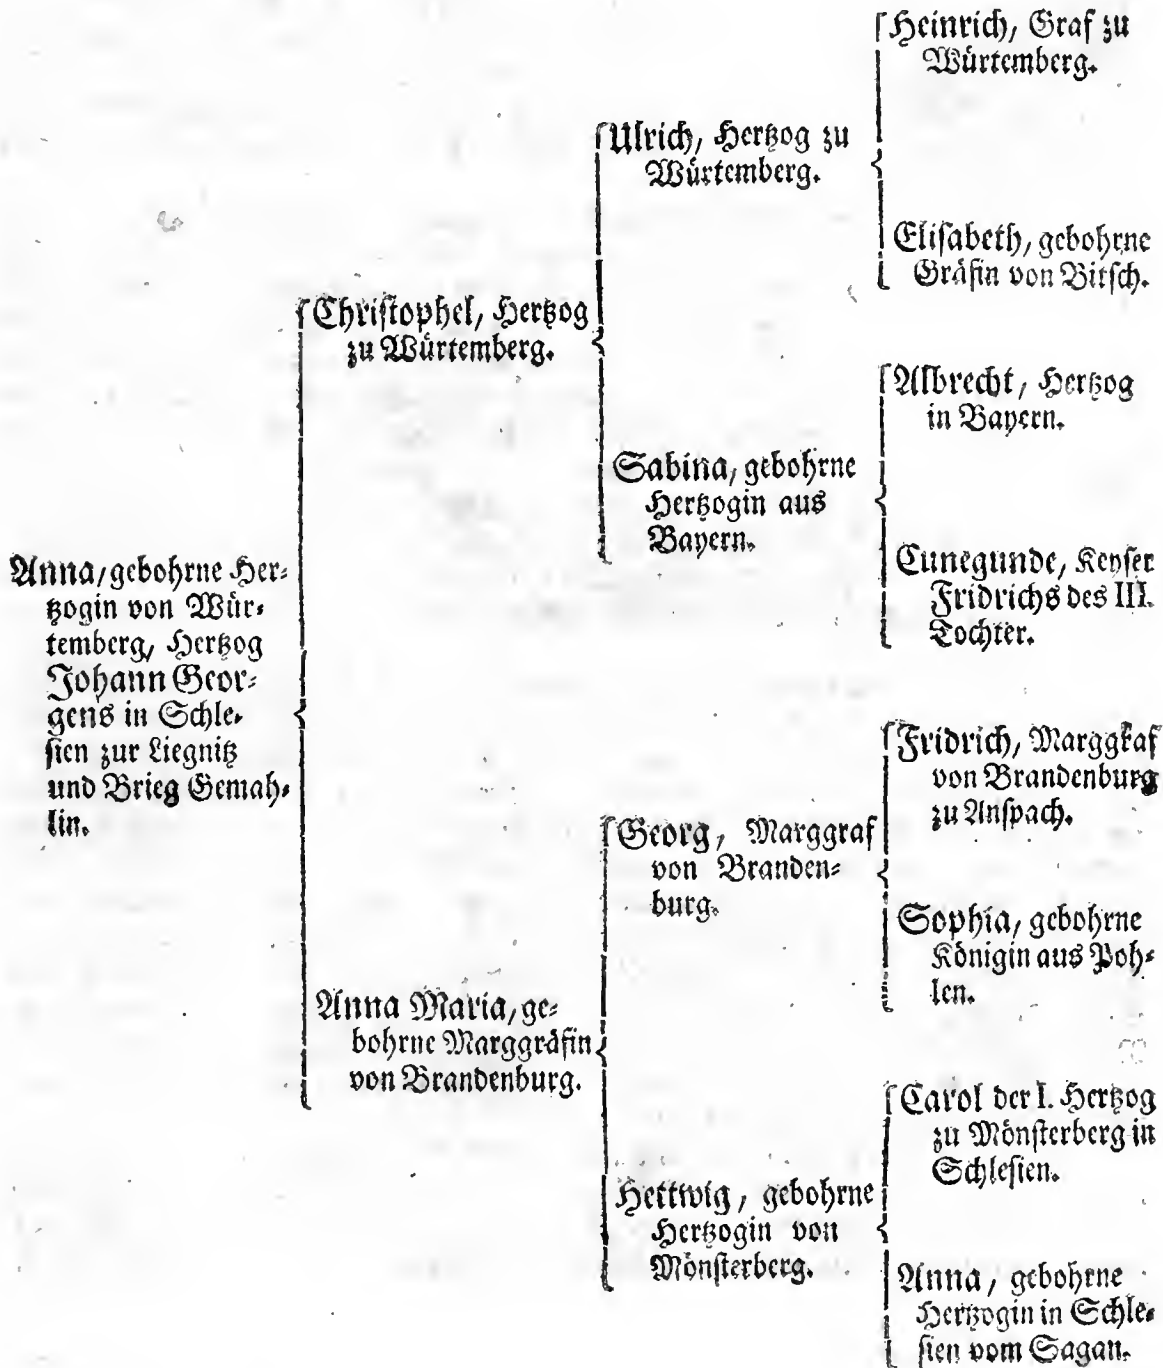 Anna, gebohrne Her-
tzogin von Wür-
temberg, Hertzog
Johann Geor-
gens in Schle-
sien zur Liegnitz
und Brieg Gemah-
lin.
Christophel, Hertzog
zu Würtemberg.
Ulrich, Hertzog zu
Würtemberg.
Heinrich, Graf zu
Würtemberg.
Elisabeth, gebohrne
Gräfin von Bitsch.
Sabina, gebohrne
Hertzogin aus
Bayern.
Albrecht, Hertzog
in Bayern.
Cunegunde, Keyser
Fridrichs des III.
Tochter.
Anna Maria, ge-
bohrne Marggräfin
von Brandenburg.
Georg, Marggraf
von Branden-
burg.
Fridrich, Marggraf
von Brandenburg
zu Anspach.
Sophia, gebohrne
Königin aus Poh-
len.
Hettwig, gebohrne
Hertzogin von
Mönsterberg.
Carol der I. Hertzog
zu Mönsterberg in
Schlesien.
Anna, gebohrne
Hertzogin in Schle-
sien vom Sagan.